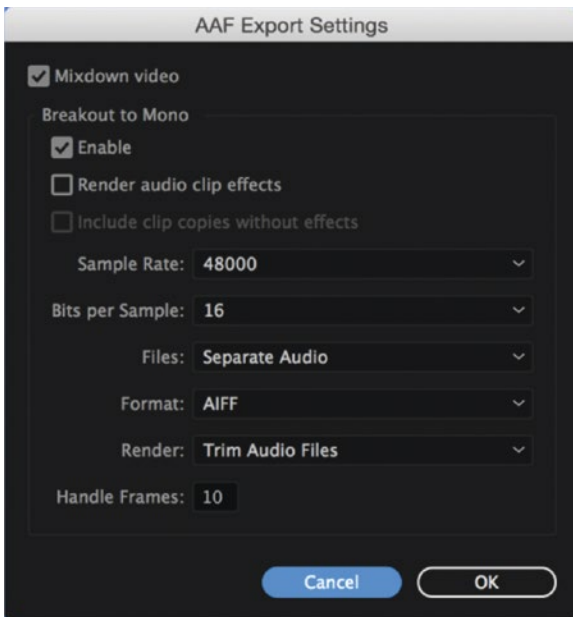 AAF Export Settings
Mixdown video
Breakout to Mono
Enable
Render audio clip effects
Include clip copies without effects
Sample Rate: 48000
Bits per Sample: 16
Files: Separate Audio
Format: AIFF
Render: Trim Audio Files
Handle Frames: 10
Cancel OK